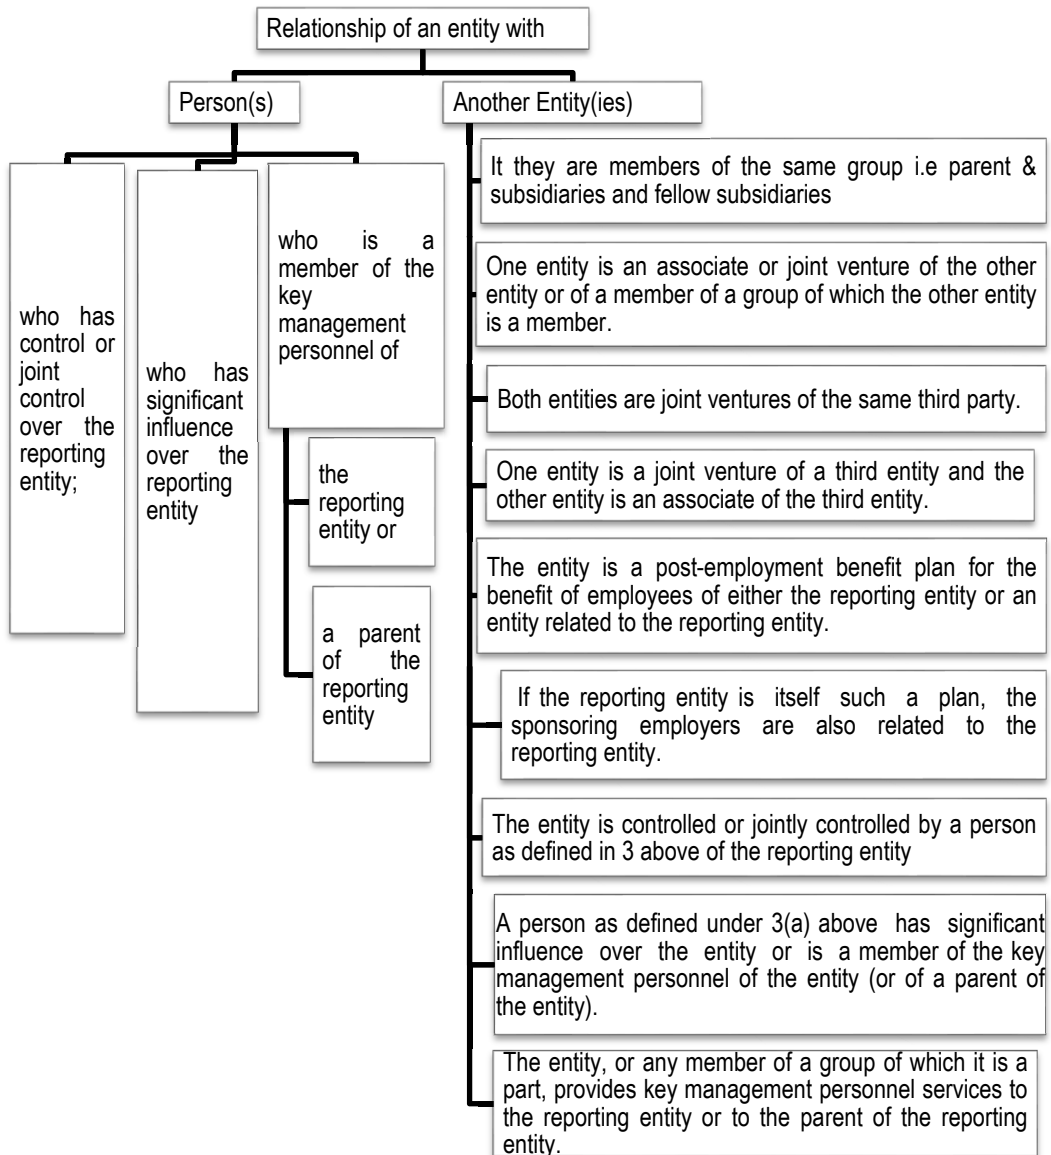 Relationship of an entity with
Person(s)
Another Entity(ies)
who has
control or
joint
control
over the
reporting
entity;
who has
significant
influence
over the
reporting
entity
who is a
member of the
key
management
personnel of
the
reporting
entity or
a parent
of the
reporting
entity
It they are members of the same group i.e parent &
subsidiaries and fellow subsidiaries
One entity is an associate or joint venture of the other
entity or of a member of a group of which the other entity
is a member.
Both entities are joint ventures of the same third party.
One entity is a joint venture of a third entity and the
other entity is an associate of the third entity.
The entity is a post-employment benefit plan for the
benefit of employees of either the reporting entity or an
entity related to the reporting entity.
If the reporting entity is itself such a plan, the
sponsoring employers are also related to the
reporting entity.
The entity is controlled or jointly controlled by a person
as defined in 3 above of the reporting entity
A person as defined under 3(a) above has significant
influence over the entity or is a member of the key
management personnel of the entity (or of a parent of
the entity).
The entity, or any member of a group of which it is a
part, provides key management personnel services to
the reporting entity or to the parent of the reporting
entity.